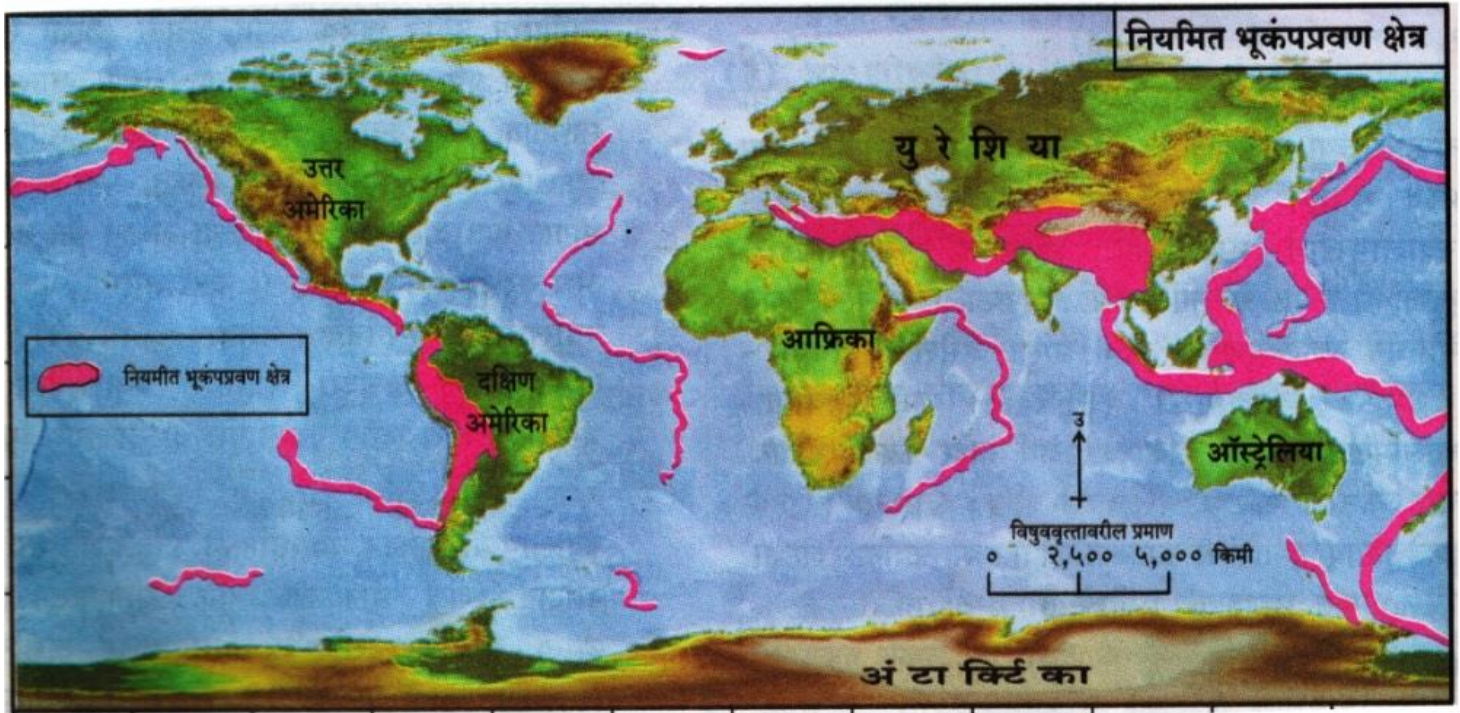 नियमित भूकंपप्रवण क्षेत्र
यु रे शि या
उत्तर
अमेरिका
आफ्रिका
नियमीत भूकंपप्रवण क्षेत्र
दक्षिण
अमेरिका
उ
ऑस्ट्रेलिया
विषुववृत्तावरील प्रमाण
० २,५०० ५,००० किमी
अं टा र्क्टि का